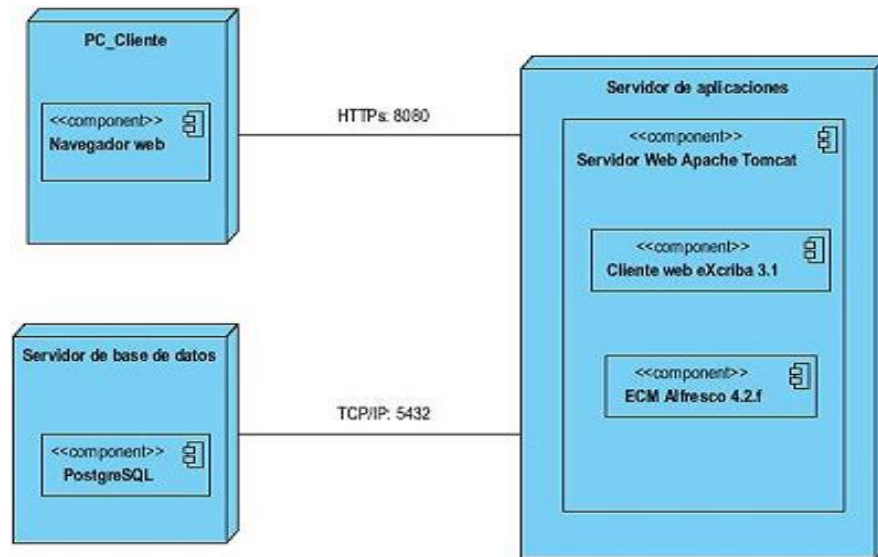 PC_Cliente
<<component>>
Navegador web
HTTPs: 8080
Servidor de aplicaciones
<<component>>
Servidor Web Apache Tomcat
<<component>>
Cliente web eXcriba 3.1
<<component>>
ECM Alfresco 4.2.f
Servidor de base de datos
<<component>>
PostgreSQL
TCP/IP: 5432